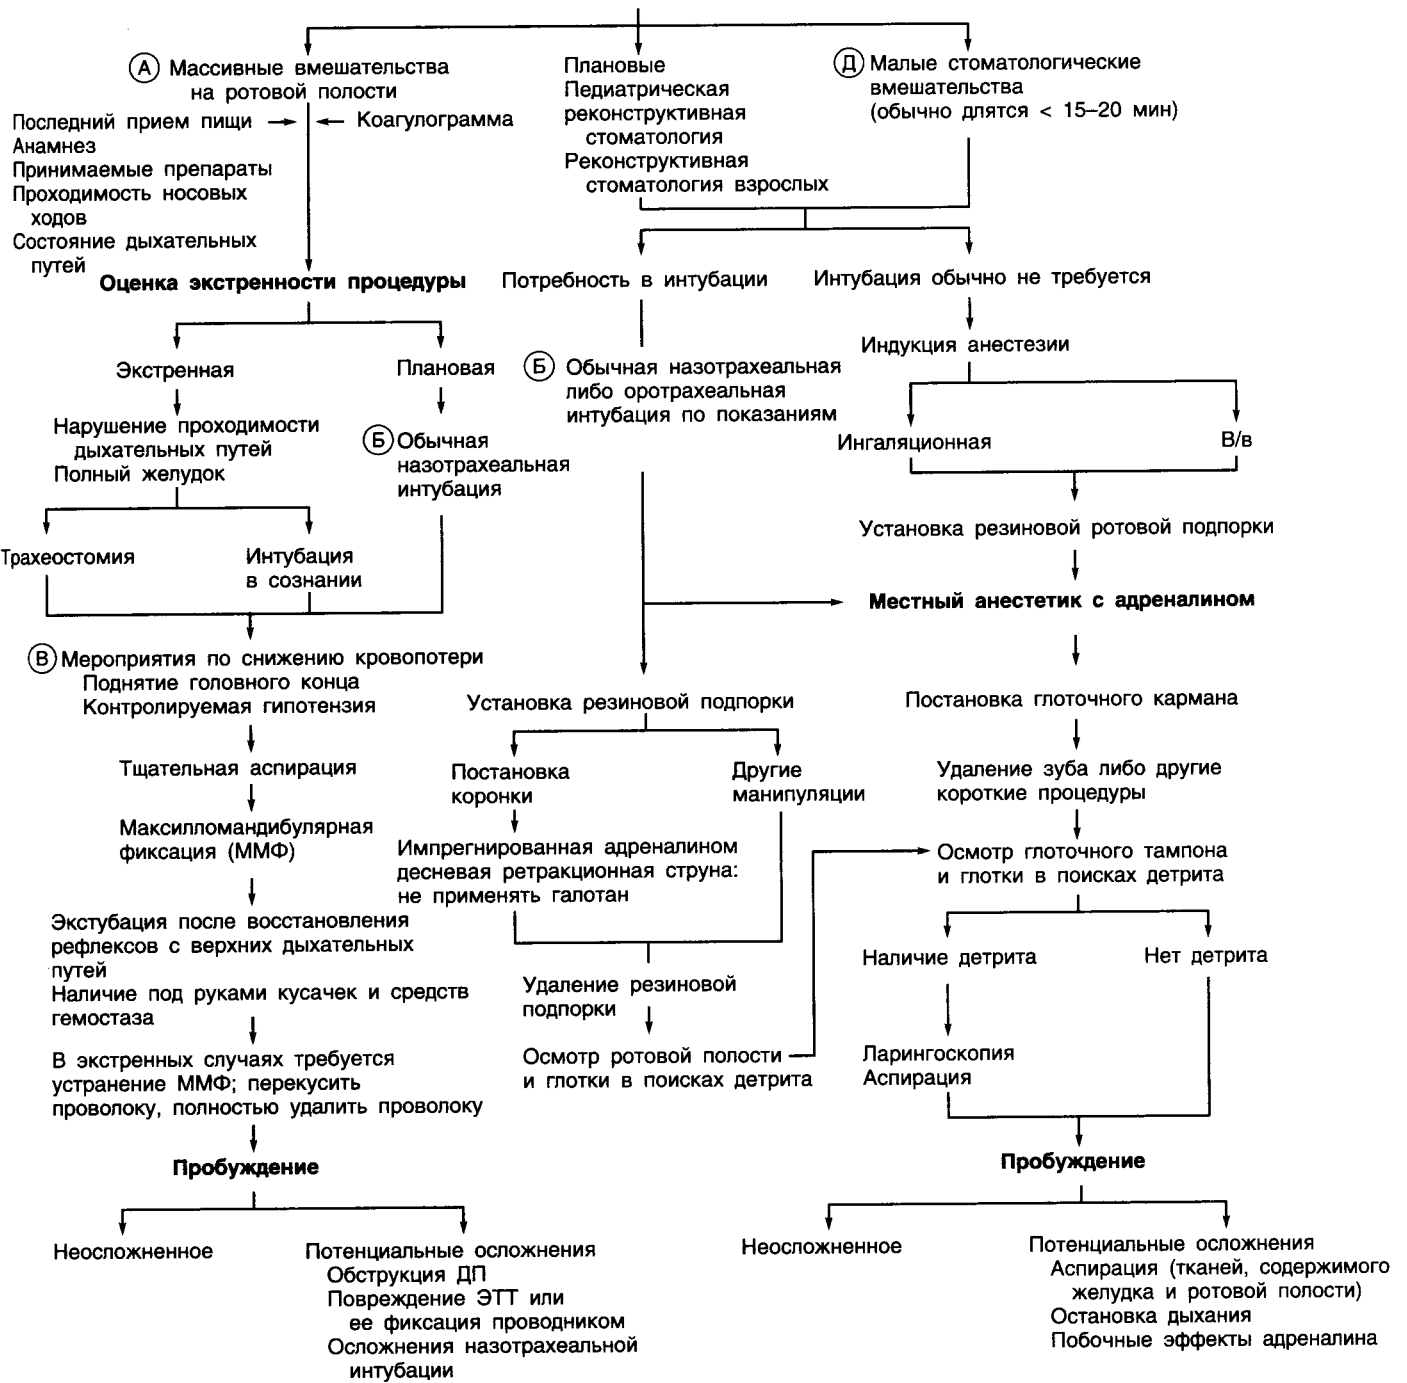 А Массивные вмешательства
на ротовой полости
Последний прием пищи
Коагулограмма
Анамнез
Принимаемые препараты
Проходимость носовых
ходов
Состояние дыхательных
путей
Оценка экстренности процедуры
Экстренная
Плановая
Нарушение проходимости
дыхательных путей
Полный желудок
Б Обычная
назотрахеальная
интубация
Трахеостомия
Интубация
в сознании
В Мероприятия по снижению кровопотери
Поднятие головного конца
Контролируемая гипотензия
Тщательная аспирация
Максилломандибулярная
фиксация (ММФ)
Экстубация после восстановления
рефлексов с верхних дыхательных
путей
Наличие под руками кусачек и средств
гемостаза
В экстренных случаях требуется
устранение ММФ; перекусить
проволоку, полностью удалить проволоку
Пробуждение
Неосложненное
Потенциальные осложнения
Обструкция ДП
Повреждение ЭТТ или
ее фиксация проводником
Осложнения назотрахеальной
интубации
Плановые
Педиатрическая
реконструктивная
стоматология
Реконструктивная
стоматология взрослых
Д Малые стоматологические
вмешательства
(обычно длятся < 15–20 мин)
Потребность в интубации
Интубация обычно не требуется
Б Обычная назотрахеальная
либо оротрахеальная
интубация по показаниям
Индукция анестезии
Ингаляционная
В/в
Установка резиновой ротовой подпорки
Местный анестетик с адреналином
Установка резиновой подпорки
Постановка
коронки
Другие
манипуляции
Импрегнированная адреналином
десневая ретракционная струна:
не применять галотан
Удаление резиновой
подпорки
Осмотр ротовой полости
и глотки в поисках детрита
Постановка глоточного кармана
Удаление зуба либо другие
короткие процедуры
Осмотр глоточного тампона
и глотки в поисках детрита
Наличие детрита
Нет детрита
Ларингоскопия
Аспирация
Пробуждение
Неосложненное
Потенциальные осложнения
Аспирация (тканей, содержимого
желудка и ротовой полости)
Остановка дыхания
Побочные эффекты адреналина